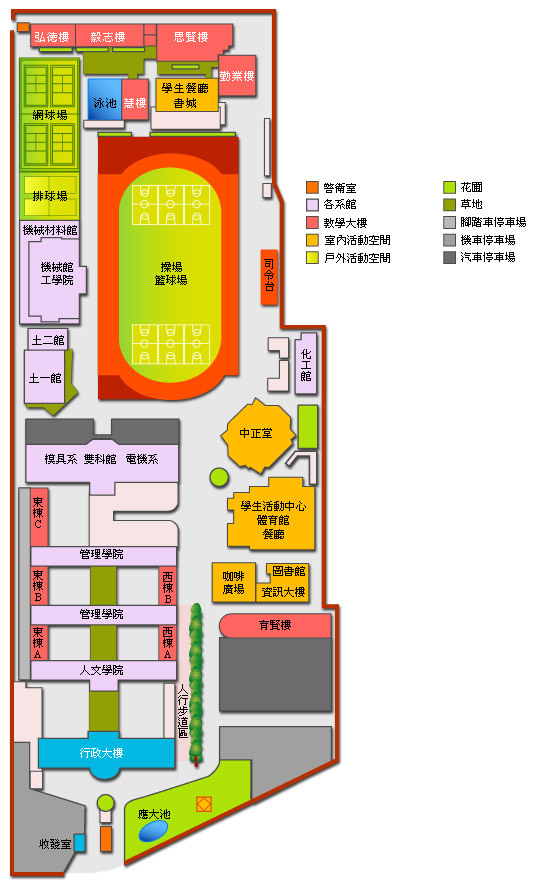 弘德樓
毅志樓
思賢樓
勤業樓
泳池
慧樓
學生餐廳
書城
網球場
排球場
機械材料館
機械館
工學院
操場
籃球場
司令台
土二館
土一館
化工館
中正堂
模具系 雙科館 電機系
學生活動中心
體育館
餐廳
東棟C
管理學院
東棟B
西棟B
咖啡
廣場
圖書館
資訊大樓
管理學院
東棟A
西棟A
育賢樓
人文學院
人行步道區
行政大樓
應大池
收發室
警衛室
各系館
教學大樓
室內活動空間
戶外活動空間
花圃
草地
腳踏車停車場
機車停車場
汽車停車場